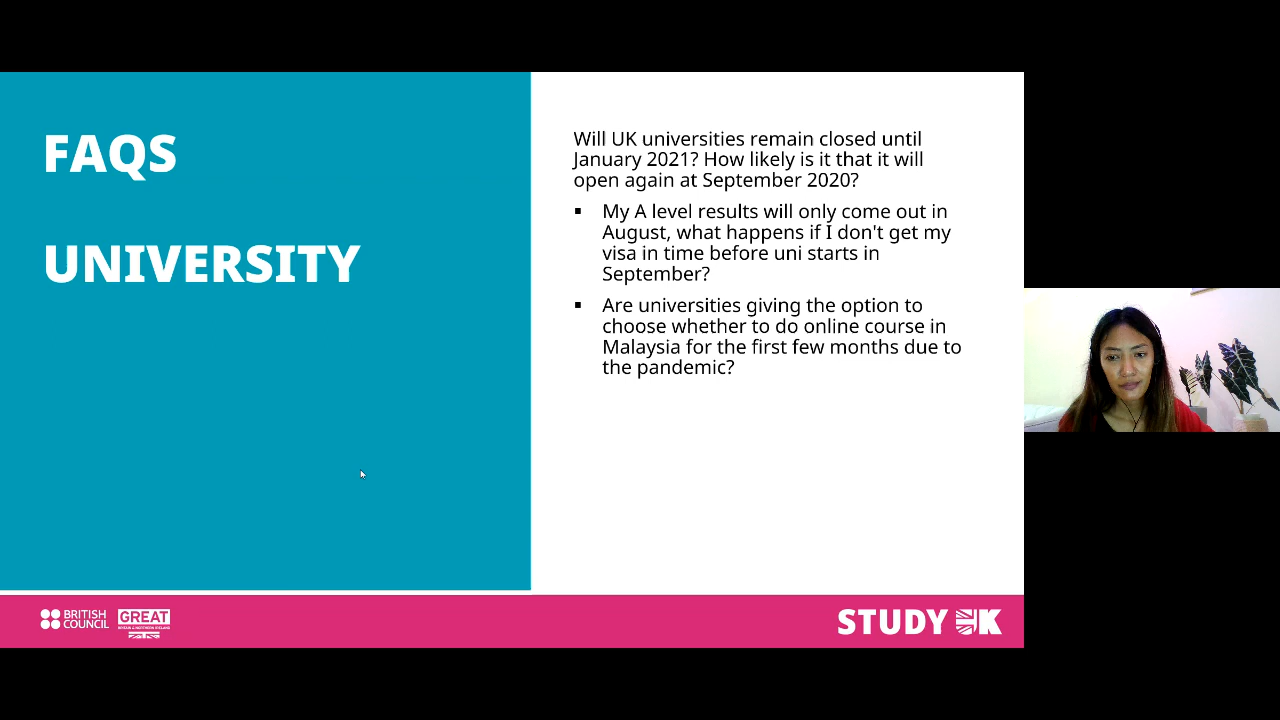 FAQS
UNIVERSITY
Will UK universities remain closed until
January 2021? How likely is it that it will
open again at September 2020?
▪ My A level results will only come out in
August, what happens if I don't get my
visa in time before uni starts in
September?
▪ Are universities giving the option to
choose whether to do online course in
Malaysia for the first few months due to
the pandemic?
BRITISH
COUNCIL
GREAT
BRITAIN & NORTHERN IRELAND
STUDY UK